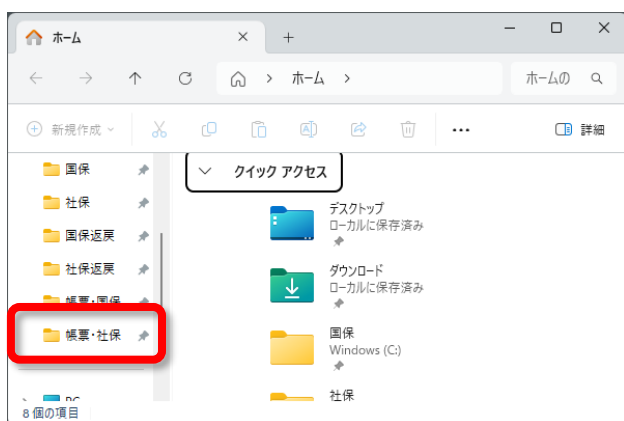 ホーム
ホーム
ホームの
新規作成
詳細
国保
社保
国保返戻
社保返戻
帳票・国保
帳票・社保
PC
8 個の項目
クイック アクセス
デスクトップ
ローカルに保存済み
ダウンロード
ローカルに保存済み
国保
Windows (C:)
社保